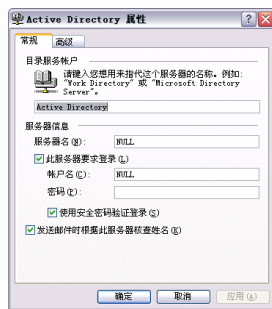 Active Directory 属性
常规 高级
目录服务帐户
请键入您想用来指代这个服务器的名称。例如:
"Work Directory" 或 "Microsoft Directory
Server"。
Active Directory
服务器信息
服务器名(N): NULL
此服务器要求登录(L)
帐户名(C): NULL
密码(P):
使用安全密码验证登录(S)
发送邮件时根据此服务器核查姓名(K)
确定 取消 应用(A)